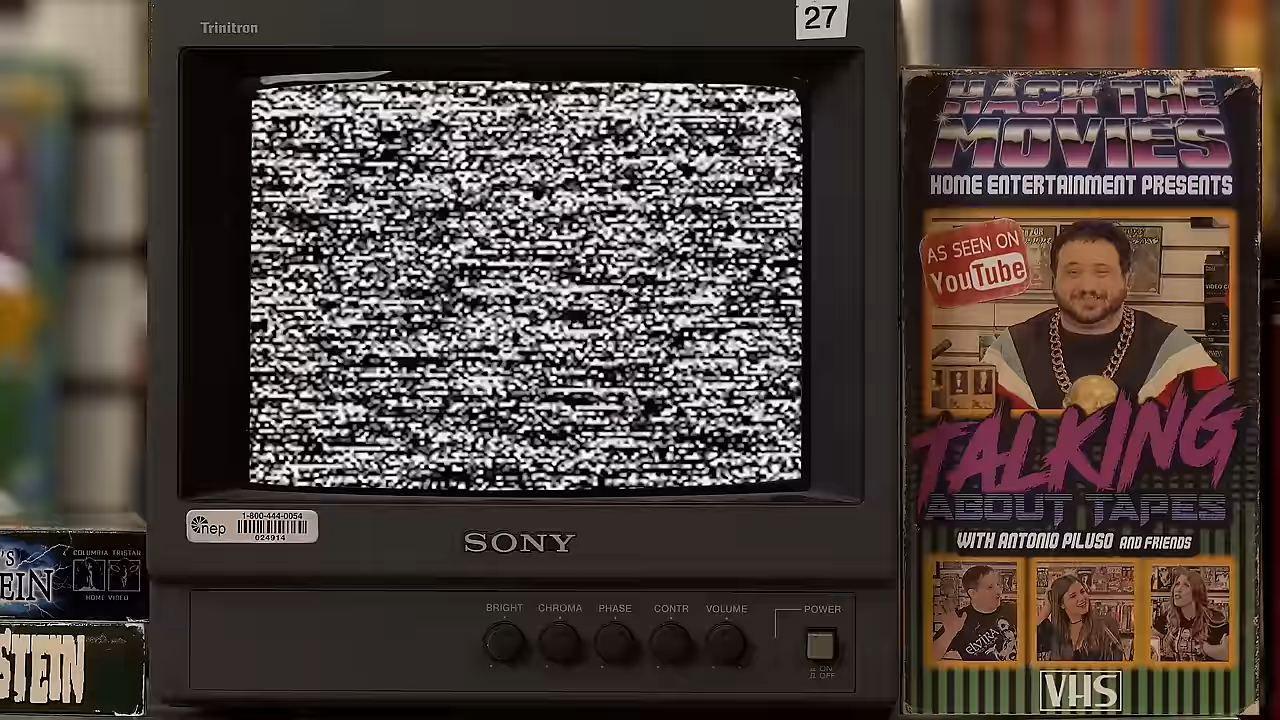 Trinitron
27
HACK THE
MOVIES
HOME ENTERTAINMENT PRESENTS
AS SEEN ON
YouTube
TALKING
ABOUT TAPES
WITH ANTONIO PILUSO AND FRIENDS
ELVIRA
VHS
1-800-444-0054
nep
024914
SONY
BRIGHT CHROMA PHASE CONTR VOLUME POWER
ON
OFF
'S
EIN
COLUMBIA TRISTAR
HOME VIDEO
STEIN